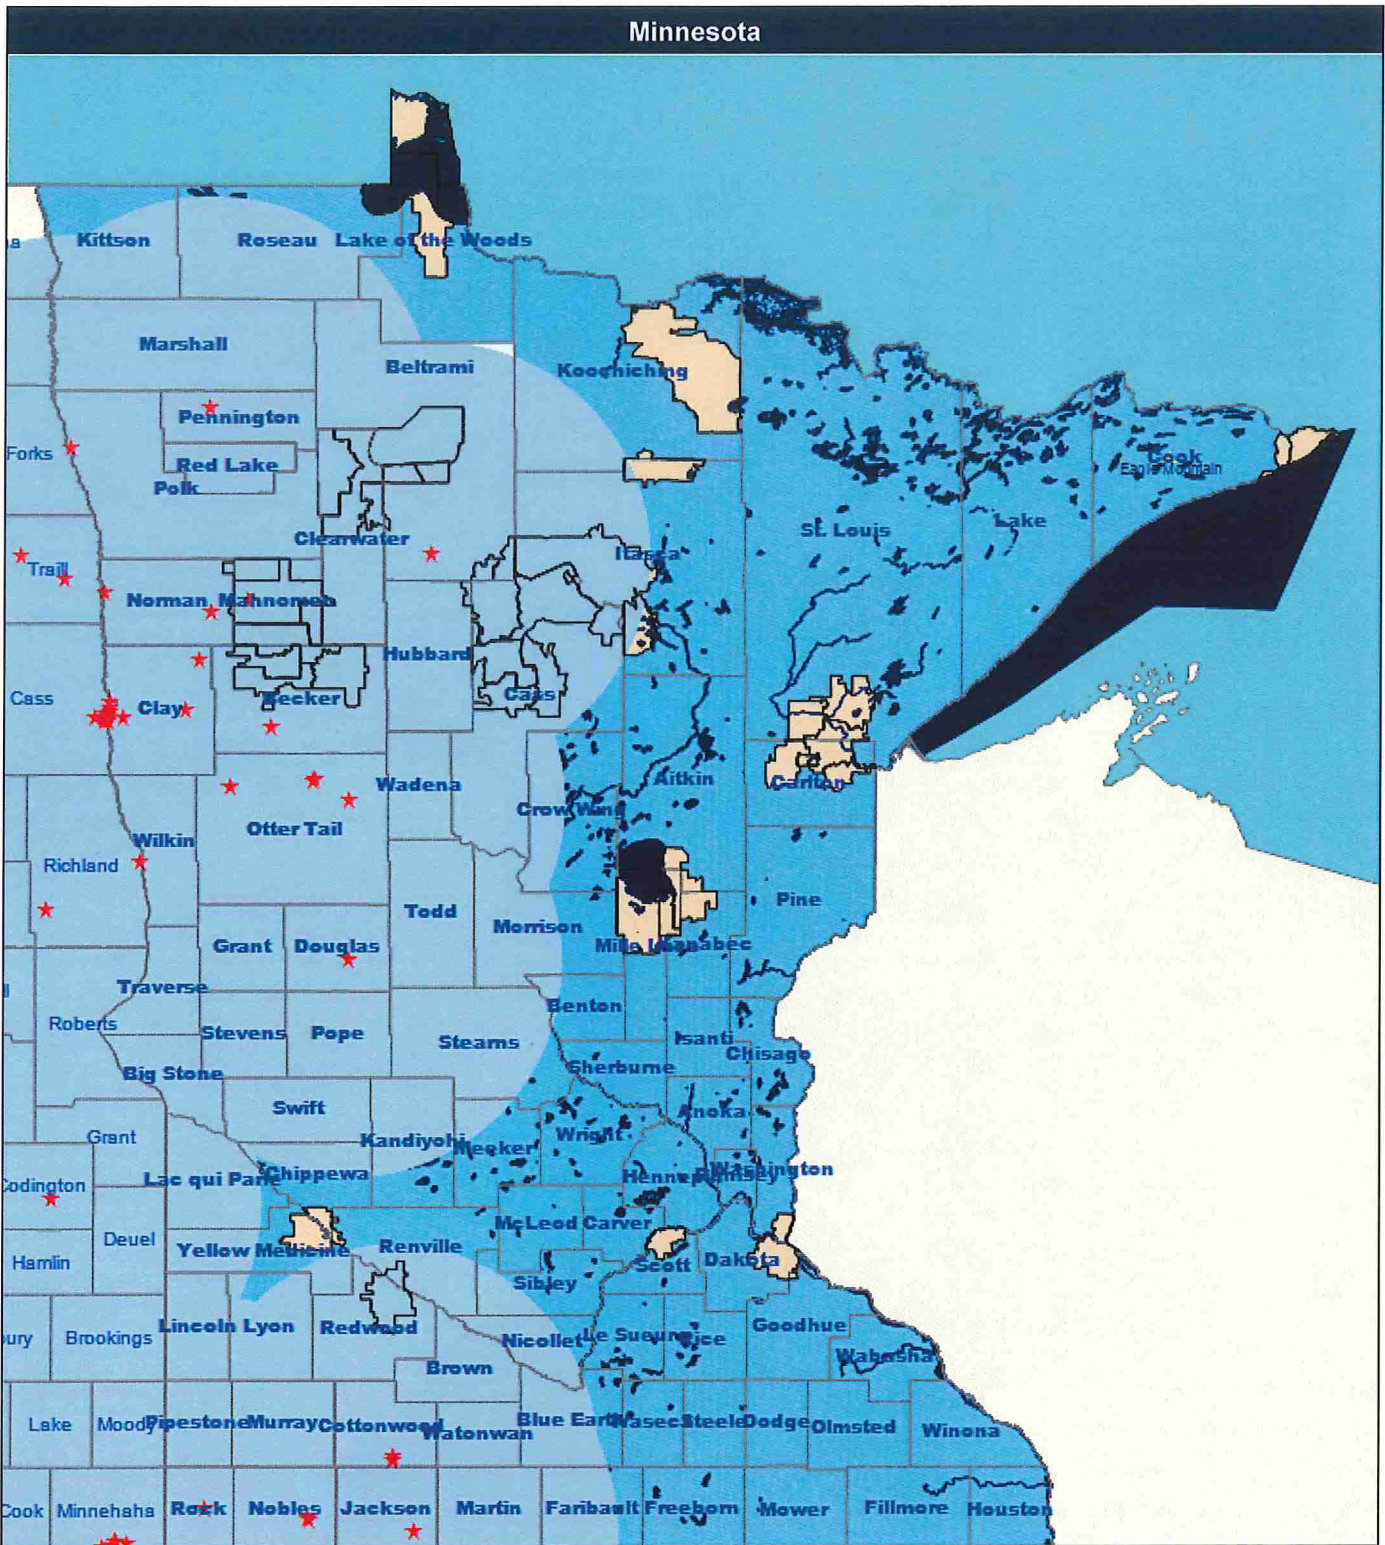 Minnesota
Kittson
Roseau
Lake of the Woods
Marshall
Beltrami
Koochiching
Pennington
Forks
Red Lake
Polk
Cook
Eagle Mountain
Lake
St. Louis
Clearwater
Itasca
Traill
Norman
Mahnomen
Hubbard
Cass
Cass
Clay
Becker
Aitkin
Carlton
Wadena
Crow Wing
Otter Tail
Wilkin
Richland
Pine
Todd
Morrison
Grant
Douglas
Mille Lacs
Kanabec
Traverse
Benton
Roberts
Stevens
Pope
Stearns
Isanti
Chisago
Big Stone
Sherburne
Swift
Anoka
Grant
Kandiyohi
Meeker
Wright
Lac qui Parle
Chippewa
Hennepin
Ramsey
Washington
Codington
McLeod
Carver
Deuel
Yellow Medicine
Renville
Scott
Dakota
Hamlin
Sibley
Lincoln
Lyon
Redwood
Nicollet
Le Sueur
Rice
Goodhue
Brookings
Wabasha
Brown
Lake
Moody
Pipestone
Murray
Cottonwood
Watonwan
Blue Earth
Waseca
Steele
Dodge
Olmsted
Winona
Cook
Minnehaha
Rock
Nobles
Jackson
Martin
Faribault
Freeborn
Mower
Fillmore
Houston